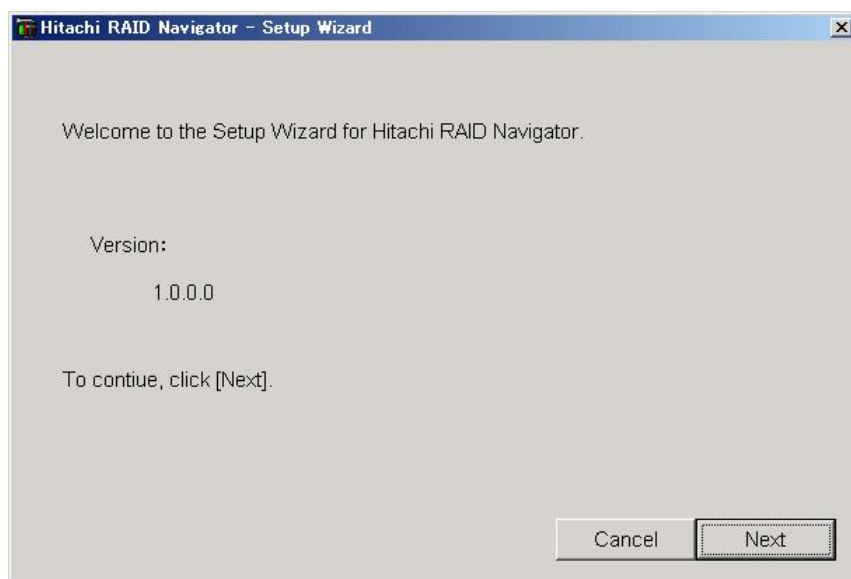 Hitachi RAID Navigator - Setup Wizard
Welcome to the Setup Wizard for Hitachi RAID Navigator.
Version:
1.0.0.0
To contiue, click [Next].
Cancel Next